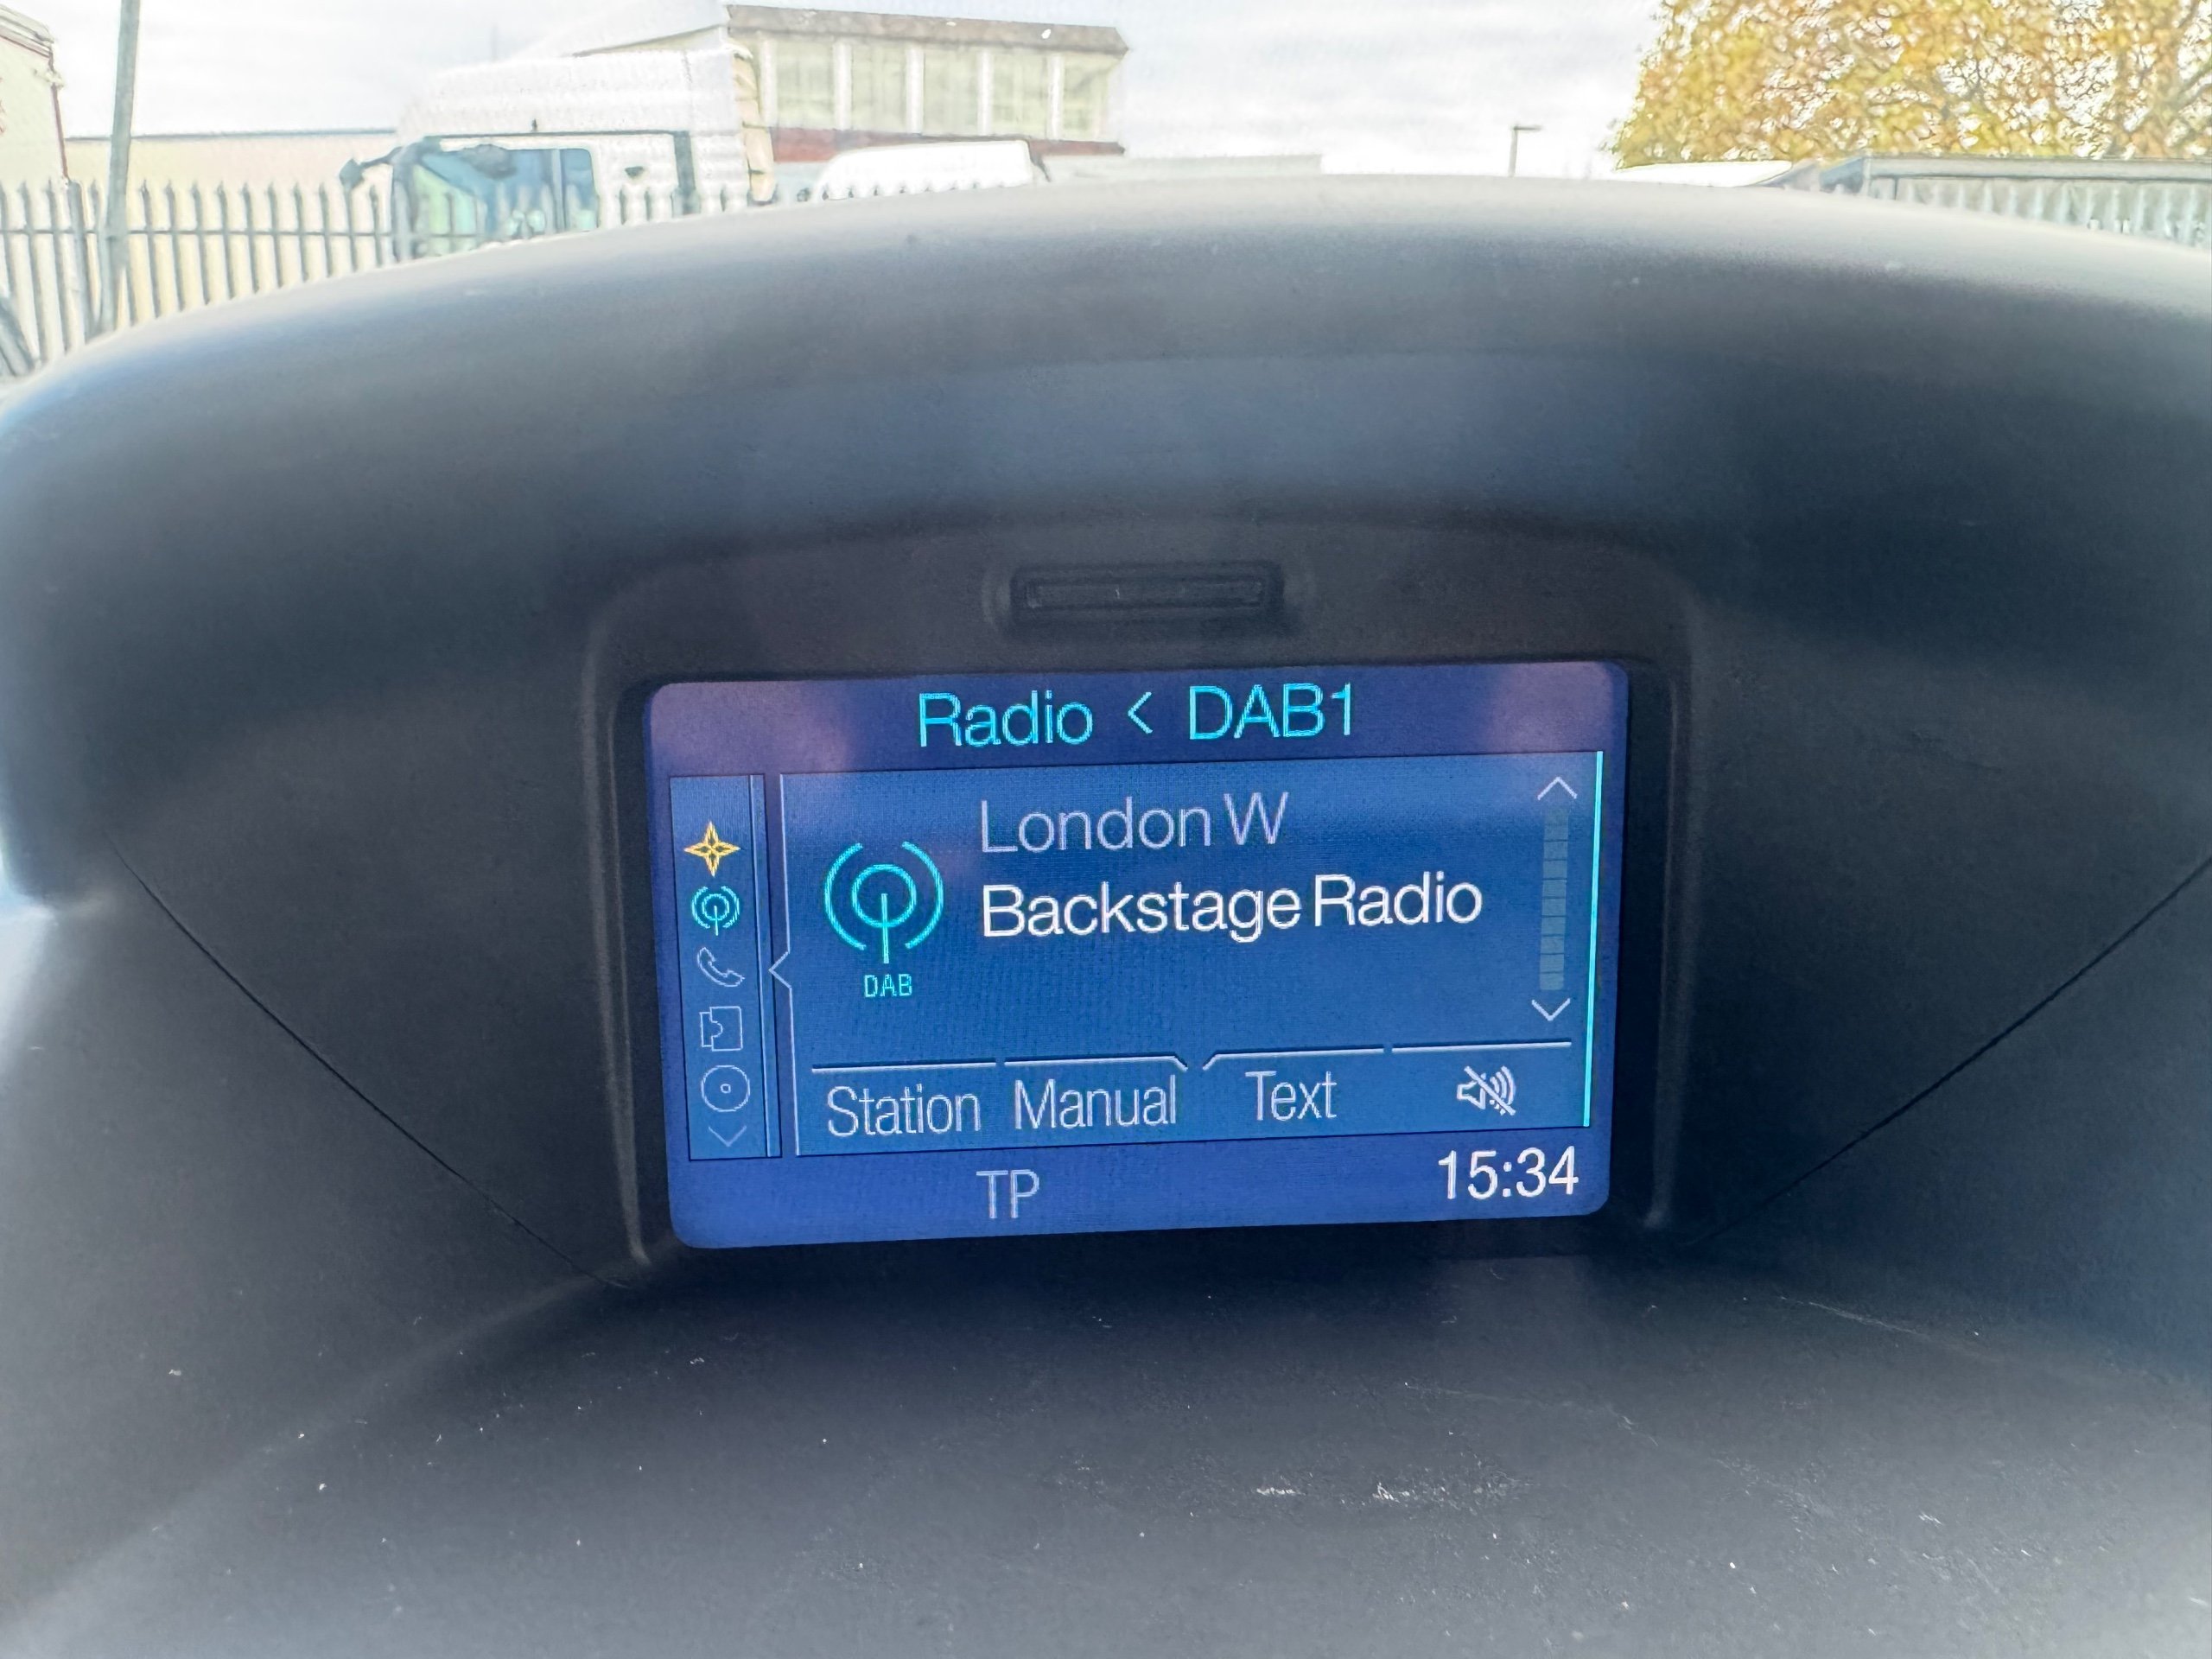 Radio < DAB1
London W
Backstage Radio
DAB
Station Manual Text
TP 15:34